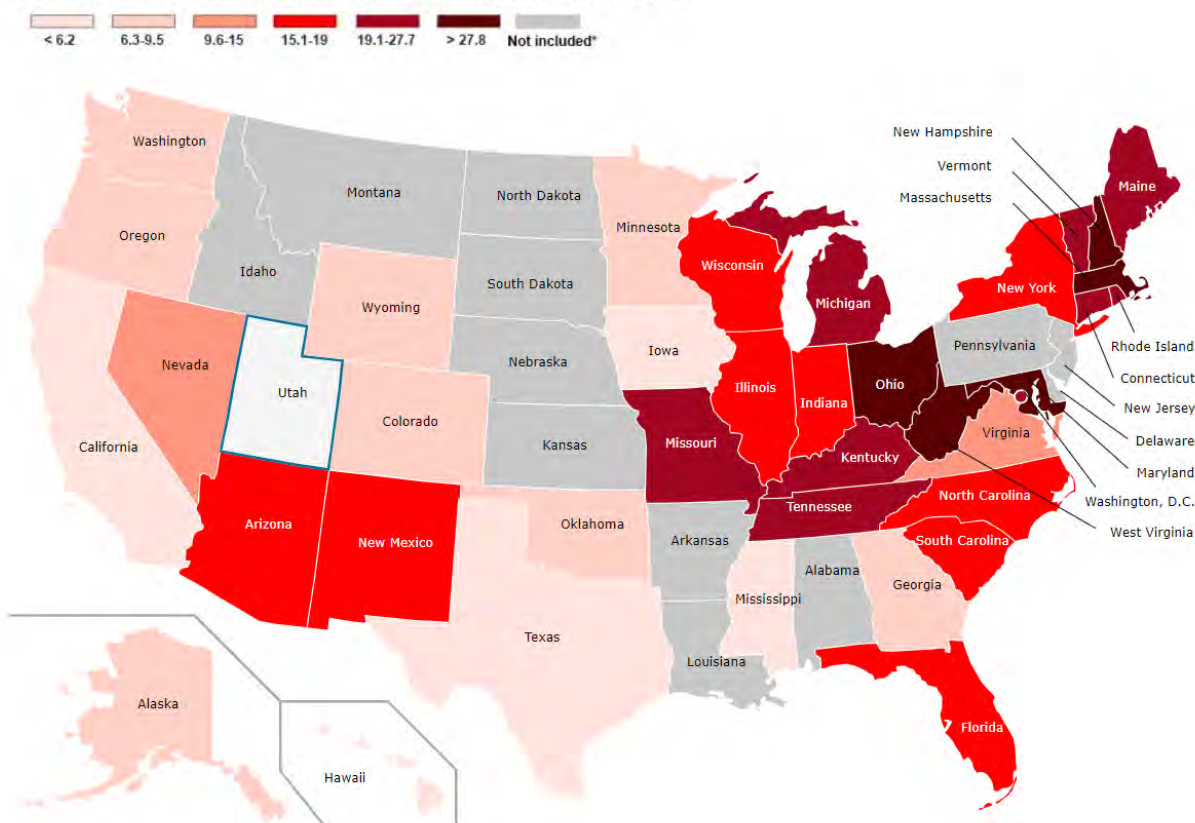 < 6.2 6.3-9.5 9.6-15 15.1-19 19.1-27.7 > 27.8 Not included*
New Hampshire
Washington
Vermont
Maine
Montana
North Dakota
Massachusetts
Minnesota
Oregon
Wisconsin
Idaho
South Dakota
New York
Wyoming
Michigan
Pennsylvania
Rhode Island
Iowa
Nevada
Nebraska
Connecticut
Utah
Ohio
Illinois
Indiana
New Jersey
Colorado
Missouri
Virginia
Delaware
California
Kansas
Kentucky
Maryland
North Carolina
Washington, D.C.
Tennessee
Arizona
Oklahoma
West Virginia
New Mexico
Arkansas
South Carolina
Alabama
Georgia
Mississippi
Texas
Louisiana
Alaska
Florida
Hawaii